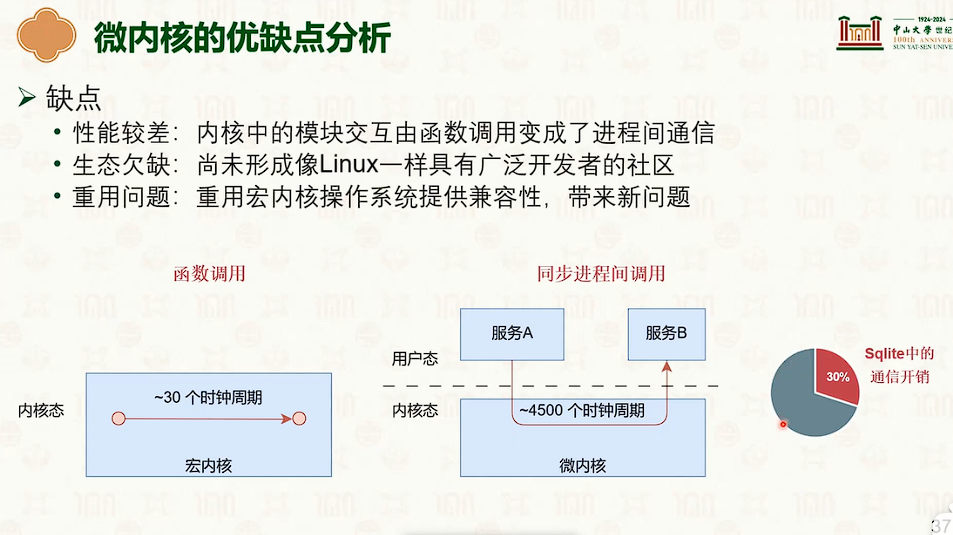 微内核的优缺点分析
1924-2024
中山大学 世纪
100th ANNIVER
SUN YAT-SEN UNIVE
缺点
• 性能较差：内核中的模块交互由函数调用变成了进程间通信
• 生态欠缺：尚未形成像Linux一样具有广泛开发者的社区
• 重用问题：重用宏内核操作系统提供兼容性，带来新问题
函数调用
内核态
~30 个时钟周期
宏内核
同步进程间调用
服务A
服务B
用户态
内核态
~4500 个时钟周期
微内核
30%
Sqlite中的
通信开销
37